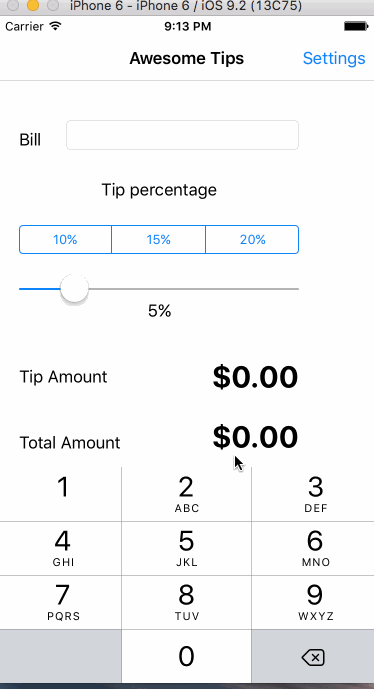 iPhone 6 - iPhone 6 / iOS 9.2 (13C75)
Carrier 9:13 PM
Awesome Tips Settings
Bill
Tip percentage
10% 15% 20%
5%
Tip Amount $0.00
Total Amount $0.00
1 2 3
ABC DEF
4 5 6
GHI JKL MNO
7 8 9
PQRS TUV WXYZ
0